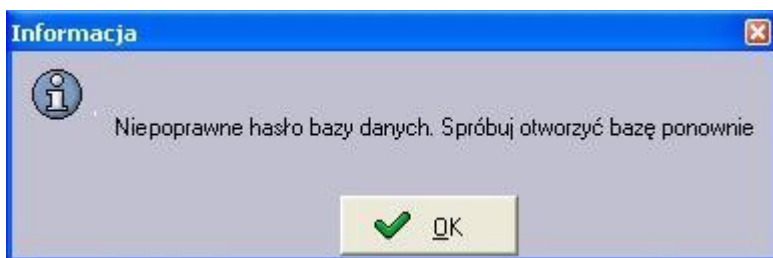 Informacja
Niepoprawne hasło bazy danych. Spróbuj otworzyć bazę ponownie
OK